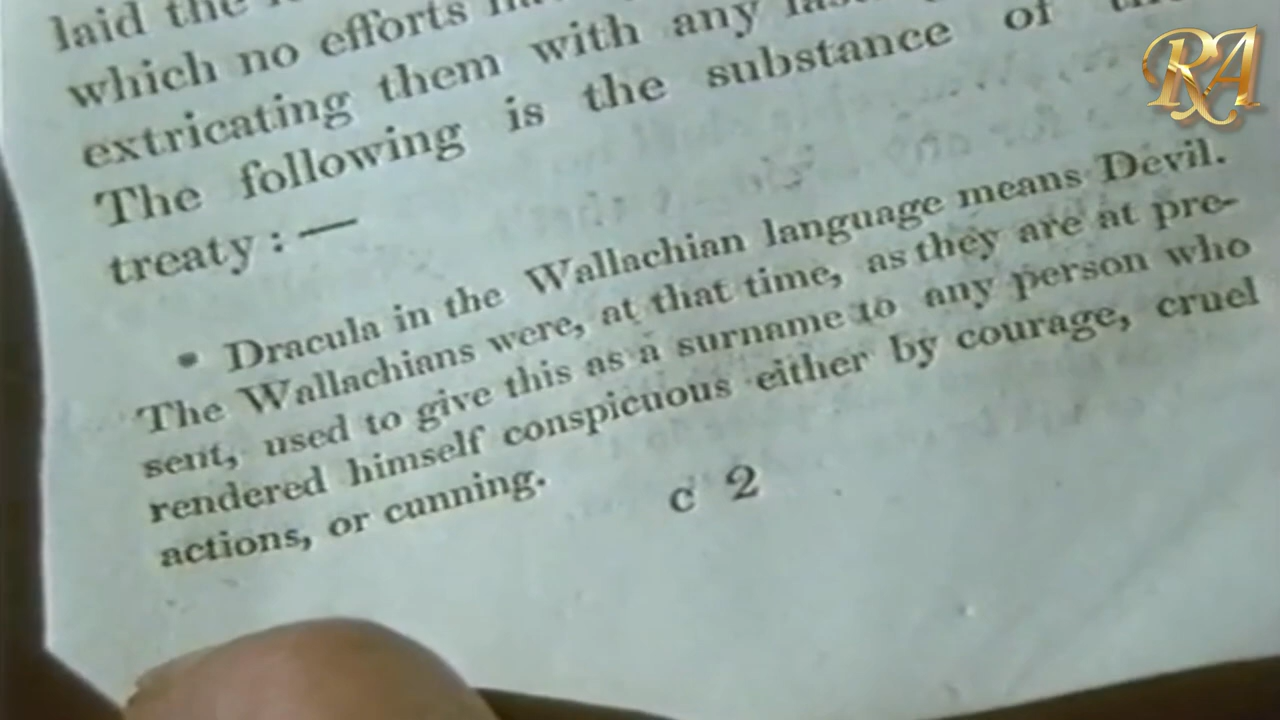 laid the
which no efforts
extricating them with any
The following is the substance of
treaty : —
* Dracula in the Wallachian language means Devil.
The Wallachians were, at that time, as they are at pre-
sent, used to give this as a surname to any person who
rendered himself conspicuous either by courage, cruel
actions, or cunning.
c 2
RA